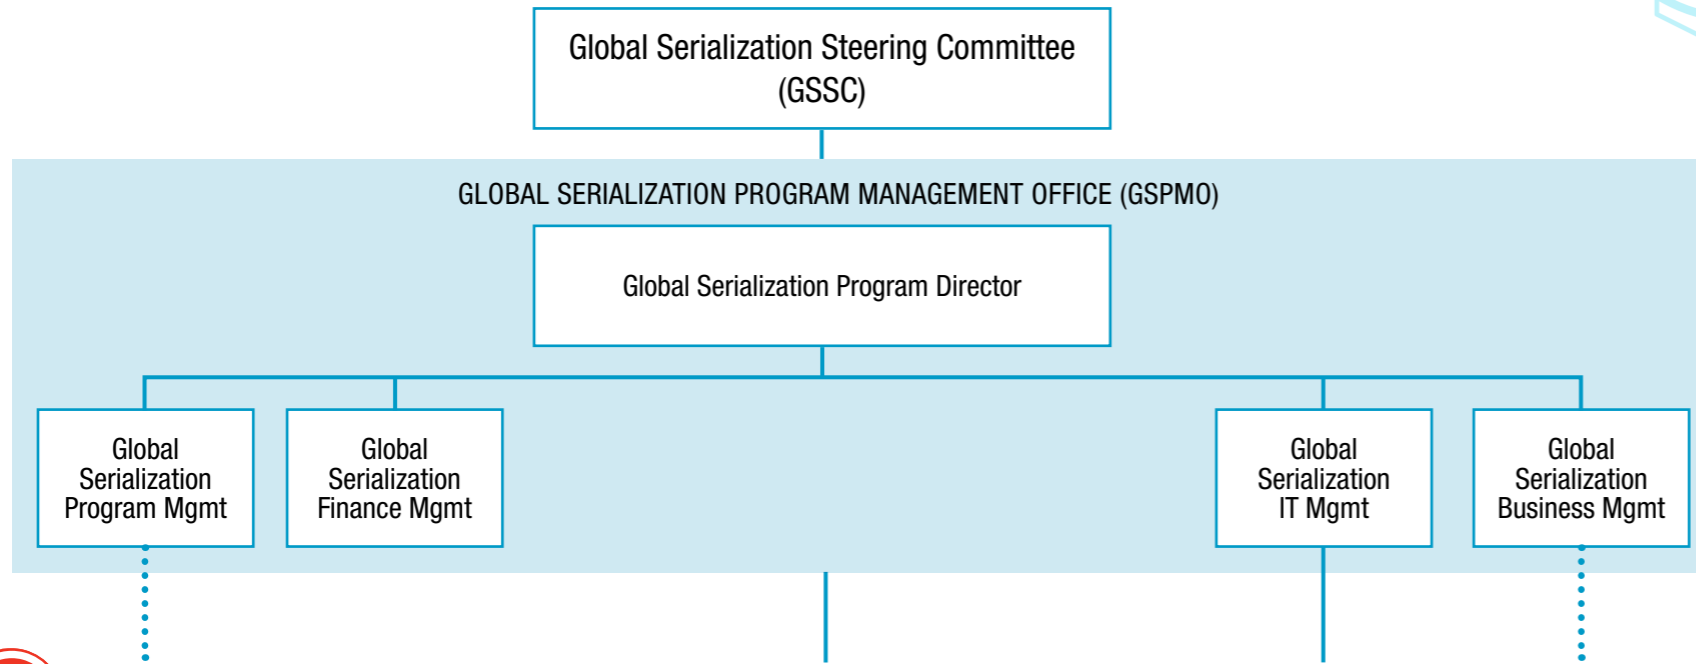 Global Serialization Steering Committee
(GSSC)
GLOBAL SERIALIZATION PROGRAM MANAGEMENT OFFICE (GSPMO)
Global Serialization Program Director
Global
Serialization
Program Mgmt
Global
Serialization
Finance Mgmt
Global
Serialization
IT Mgmt
Global
Serialization
Business Mgmt